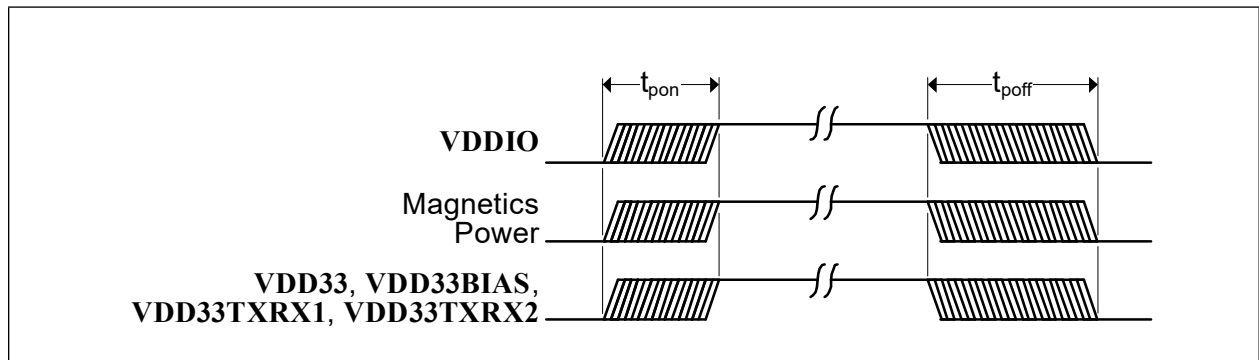 tpon
tpoff
VDDIO
Magnetics
Power
VDD33, VDD33BIAS,
VDD33TXRX1, VDD33TXRX2